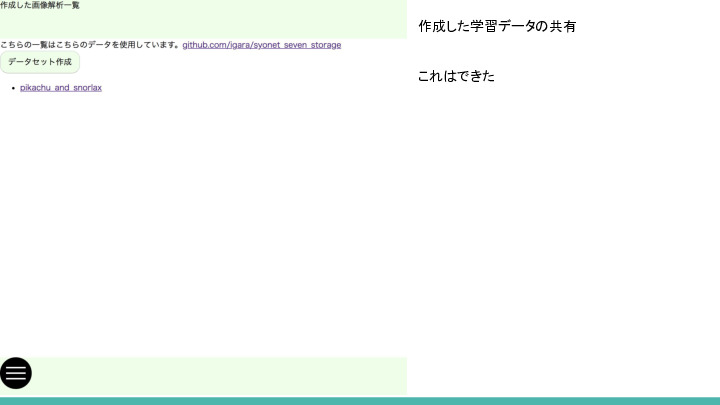 作成した画像解析一覧
こちらの一覧はこちらのデータを使用しています。github.com/igara/syonet_seven_storage
データセット作成
pikachu_and_snorlax
作成した学習データの共有
これはできた